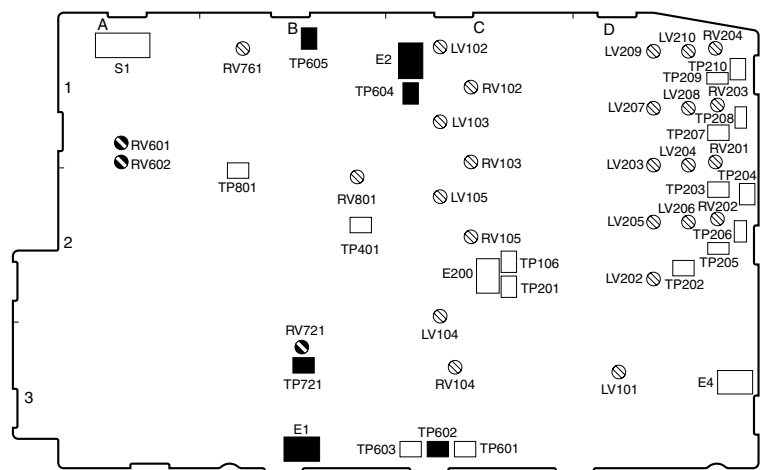 A
B
C
D
S1
RV761
TP605
E2
LV102
LV209
LV210
RV204
TP210
TP209
1
TP604
RV102
LV208
RV203
LV207
TP208
LV103
TP207
RV601
RV602
RV103
RV201
LV204
LV203
TP204
TP801
RV801
LV105
TP203
LV206
RV202
LV205
TP206
TP401
2
RV105
TP205
E200
TP106
TP202
LV202
TP201
RV721
LV104
TP721
RV104
LV101
E4
3
E1
TP602
TP603
TP601